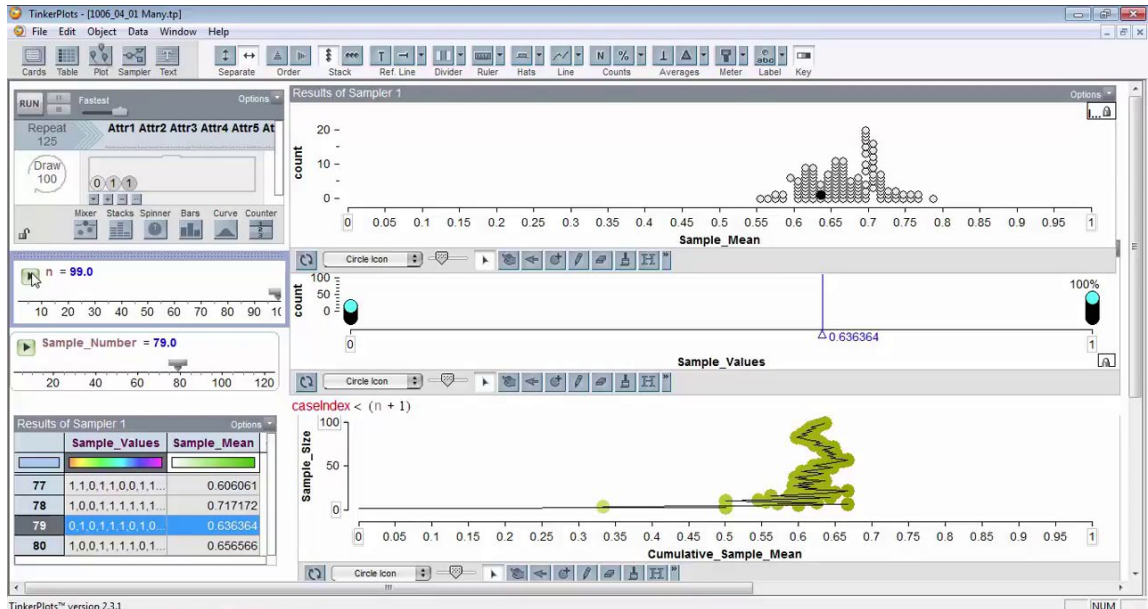 TinkerPlots - [1006_04_01 Many.tp]
File Edit Object Data Window Help
Cards Table Plot Sampler Text Separate Order Stack Ref. Line Divider Ruler Hats Line Counts Averages Meter Label Key
RUN Fastest Options
Repeat 125
Attr1 Attr2 Attr3 Attr4 Attr5 At
Draw 100
0 1 1
Mixer Stacks Spinner Bars Curve Counter
n = 99.0
10 20 30 40 50 60 70 80 90 10
Sample_Number = 79.0
20 40 60 80 100 120
Results of Sampler 1 Options
Sample_Values Sample_Mean
77 1,1,0,1,1,0,0,1,1... 0.606061
78 1,0,0,1,1,1,1,1,1... 0.717172
79 0,1,0,1,1,1,0,1,0... 0.636364
80 1,0,0,1,1,1,1,0,1... 0.656566
Results of Sampler 1 Options
I...
count
20
10
0
0 0.05 0.1 0.15 0.2 0.25 0.3 0.35 0.4 0.45 0.5 0.55 0.6 0.65 0.7 0.75 0.8 0.85 0.9 0.95 1
Sample_Mean
Circle Icon
count
100
50
0
100%
0.636364
0 1
Sample_Values
Circle Icon
caseIndex < (n + 1)
Sample_Size
100
50
0
0 0.05 0.1 0.15 0.2 0.25 0.3 0.35 0.4 0.45 0.5 0.55 0.6 0.65 0.7 0.75 0.8 0.85 0.9 0.95 1
Cumulative_Sample_Mean
Circle Icon
TinkerPlots™ version 2.3.1
NUM